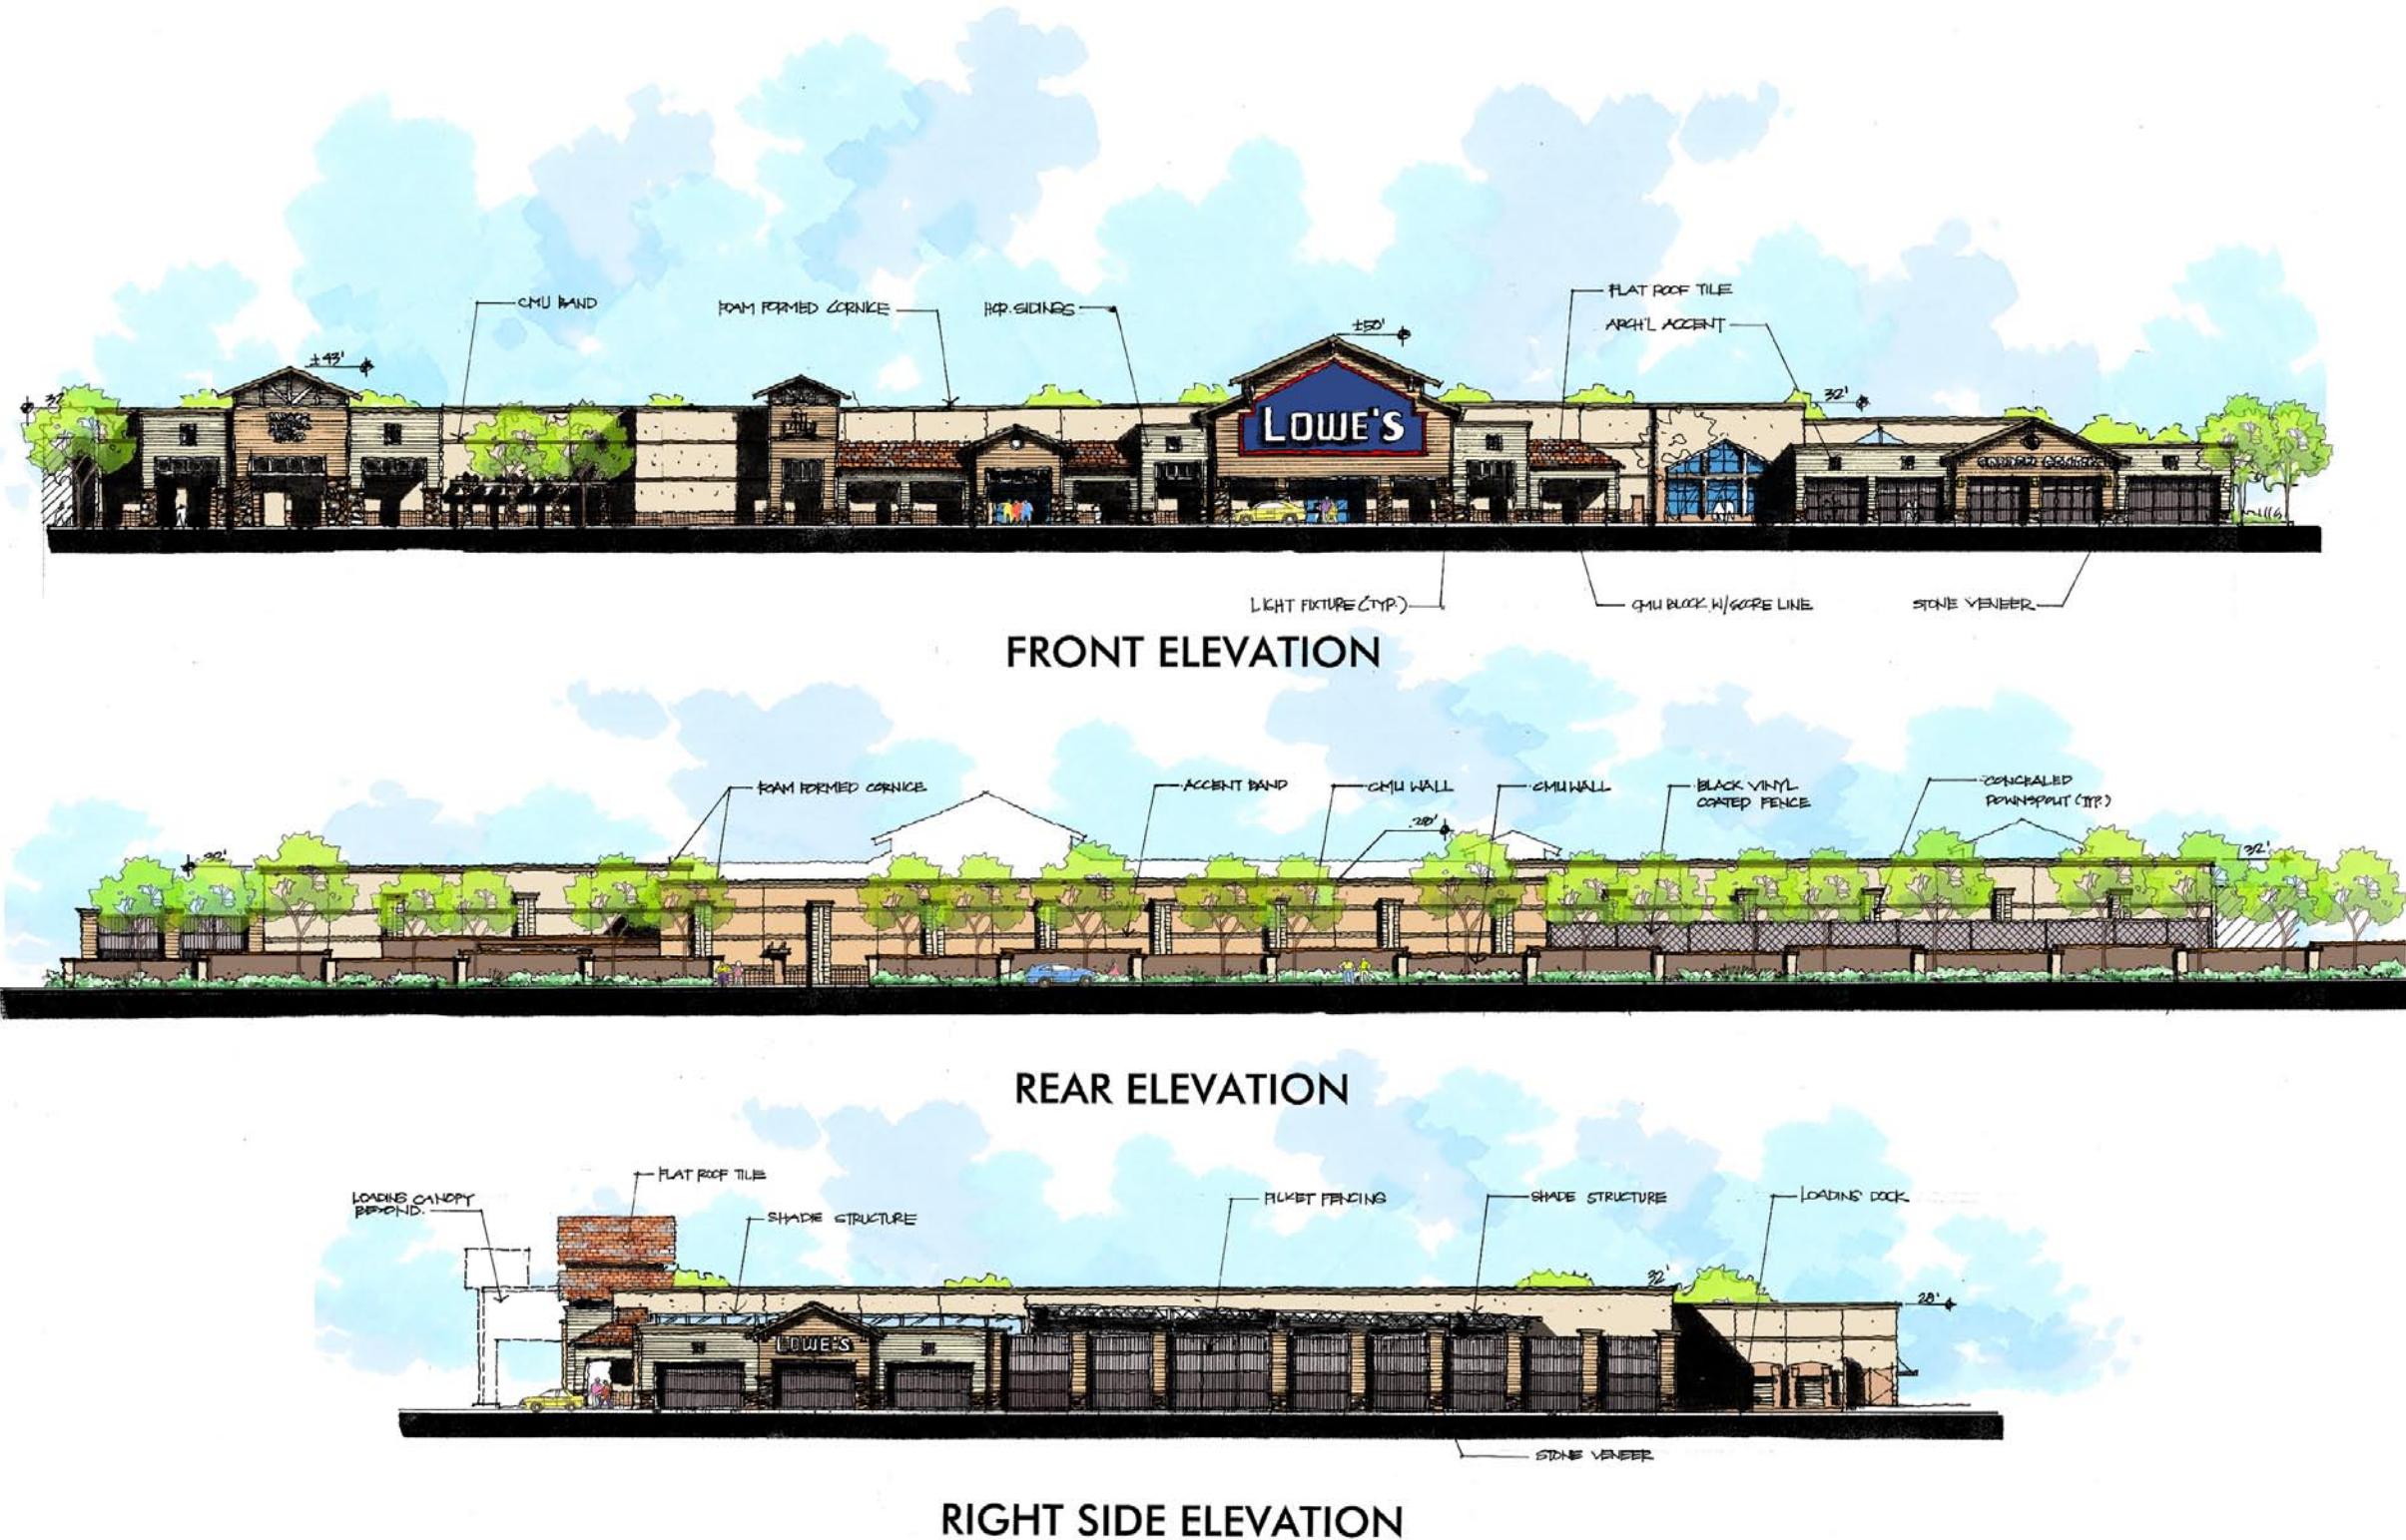 FLAT ROOF TILE
CMU BAND
FOAM FORMED CORNICE
HOR. SIDINGS
ARCH'L ACCENT
±50'
±43'
32'
32'
LOWE'S
GARDEN CENTER
LIGHT FIXTURE (TYP.)
CMU BLOCK W/SCORE LINE
STONE VENEER
FRONT ELEVATION
FOAM FORMED CORNICE
ACCENT BAND
CMU WALL
CMU WALL
BLACK VINYL
COATED FENCE
CONCEALED
DOWNSPOUT (TYP.)
28'
32'
32'
REAR ELEVATION
FLAT ROOF TILE
LOADING CANOPY
BEYOND.
SHADE STRUCTURE
PICKET FENCING
SHADE STRUCTURE
LOADING DOCK
32'
28'
LOWE'S
STONE VENEER
RIGHT SIDE ELEVATION